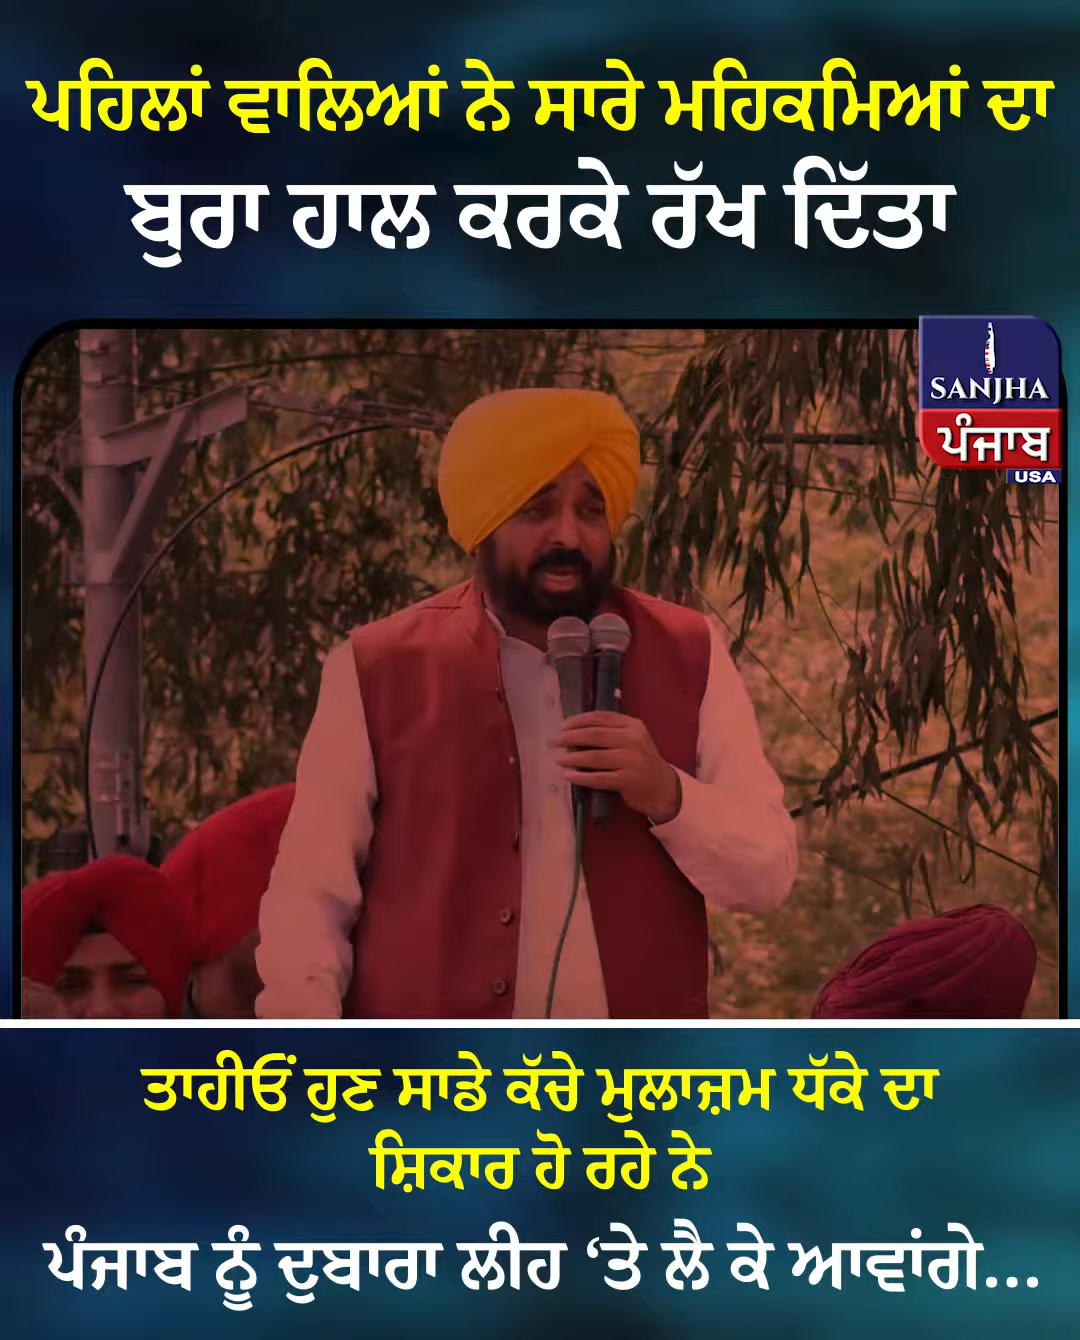 ਪਹਿਲਾਂ ਵਾਲਿਆਂ ਨੇ ਸਾਰੇ ਮਹਿਕਮਿਆਂ ਦਾ
ਬੁਰਾ ਹਾਲ ਕਰਕੇ ਰੱਖ ਦਿੱਤਾ
SANJHA
ਪੰਜਾਬ
USA
ਤਾਹੀਓਂ ਹੁਣ ਸਾਡੇ ਕੱਚੇ ਮੁਲਾਜ਼ਮ ਧੱਕੇ ਦਾ
ਸ਼ਿਕਾਰ ਹੋ ਰਹੇ ਨੇ
ਪੰਜਾਬ ਨੂੰ ਦੁਬਾਰਾ ਲੀਹ ‘ਤੇ ਲੈ ਕੇ ਆਵਾਂਗੇ...